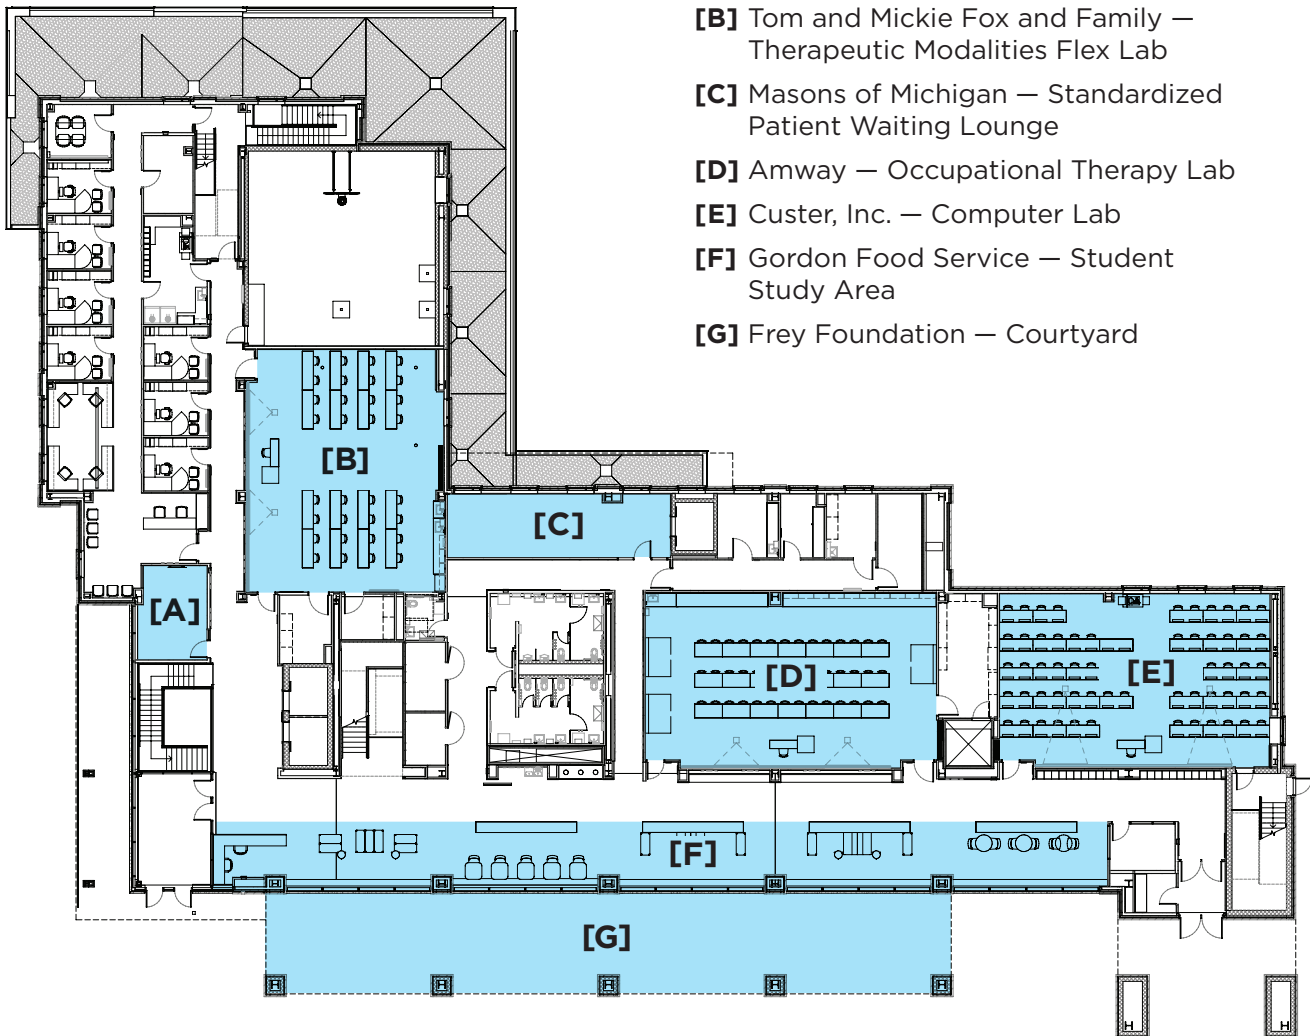 [B] Tom and Mickie Fox and Family —
Therapeutic Modalities Flex Lab
[C] Masons of Michigan — Standardized
Patient Waiting Lounge
[D] Amway — Occupational Therapy Lab
[E] Custer, Inc. — Computer Lab
[F] Gordon Food Service — Student
Study Area
[G] Frey Foundation — Courtyard
[B]
[C]
[A]
[D]
[E]
[F]
[G]